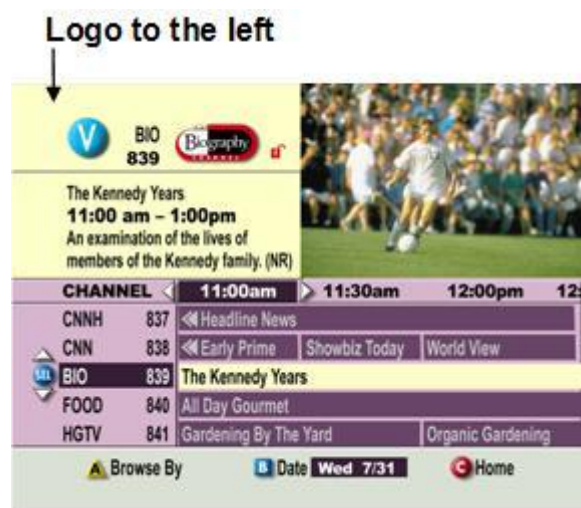 Logo to the left
V
BIO
839
Biography
CHANNEL
The Kennedy Years
11:00 am – 1:00pm
An examination of the lives of
members of the Kennedy family. (NR)
CHANNEL 11:00am 11:30am 12:00pm 12:
CNNH 837 Headline News
CNN 838 Early Prime Showbiz Today World View
SEL BIO 839 The Kennedy Years
FOOD 840 All Day Gourmet
HGTV 841 Gardening By The Yard Organic Gardening
A Browse By B Date Wed 7/31 C Home